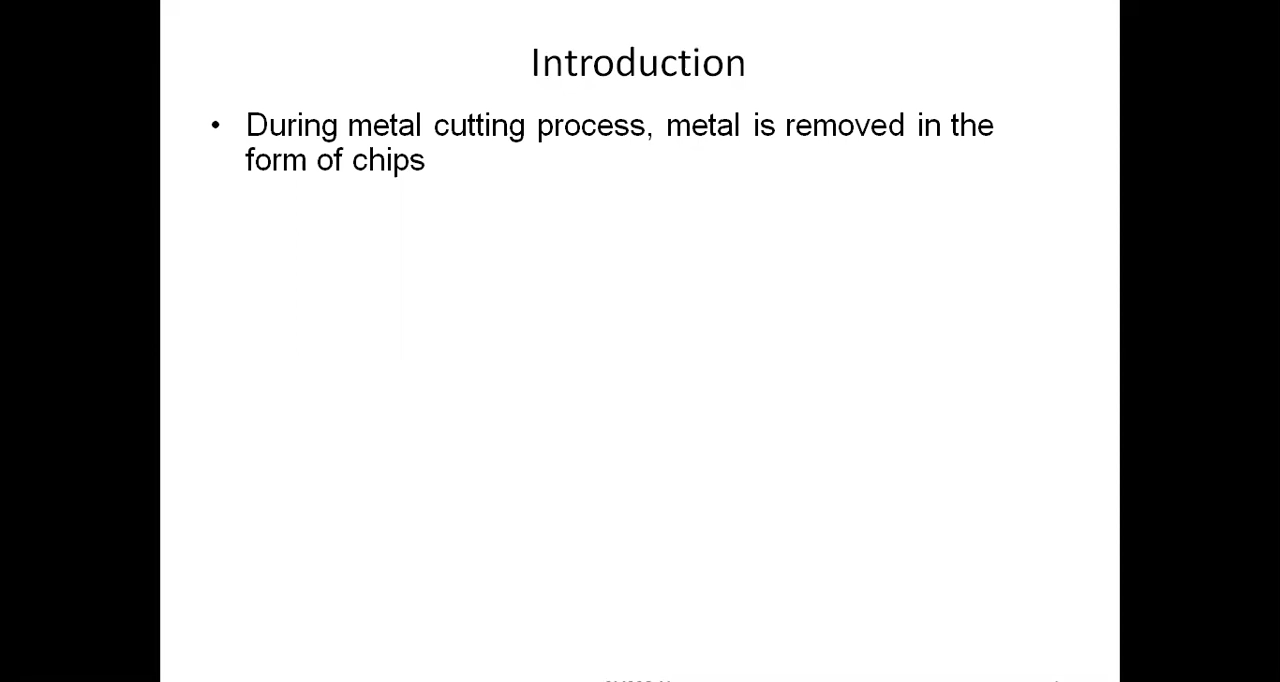 Introduction
• During metal cutting process, metal is removed in the
form of chips